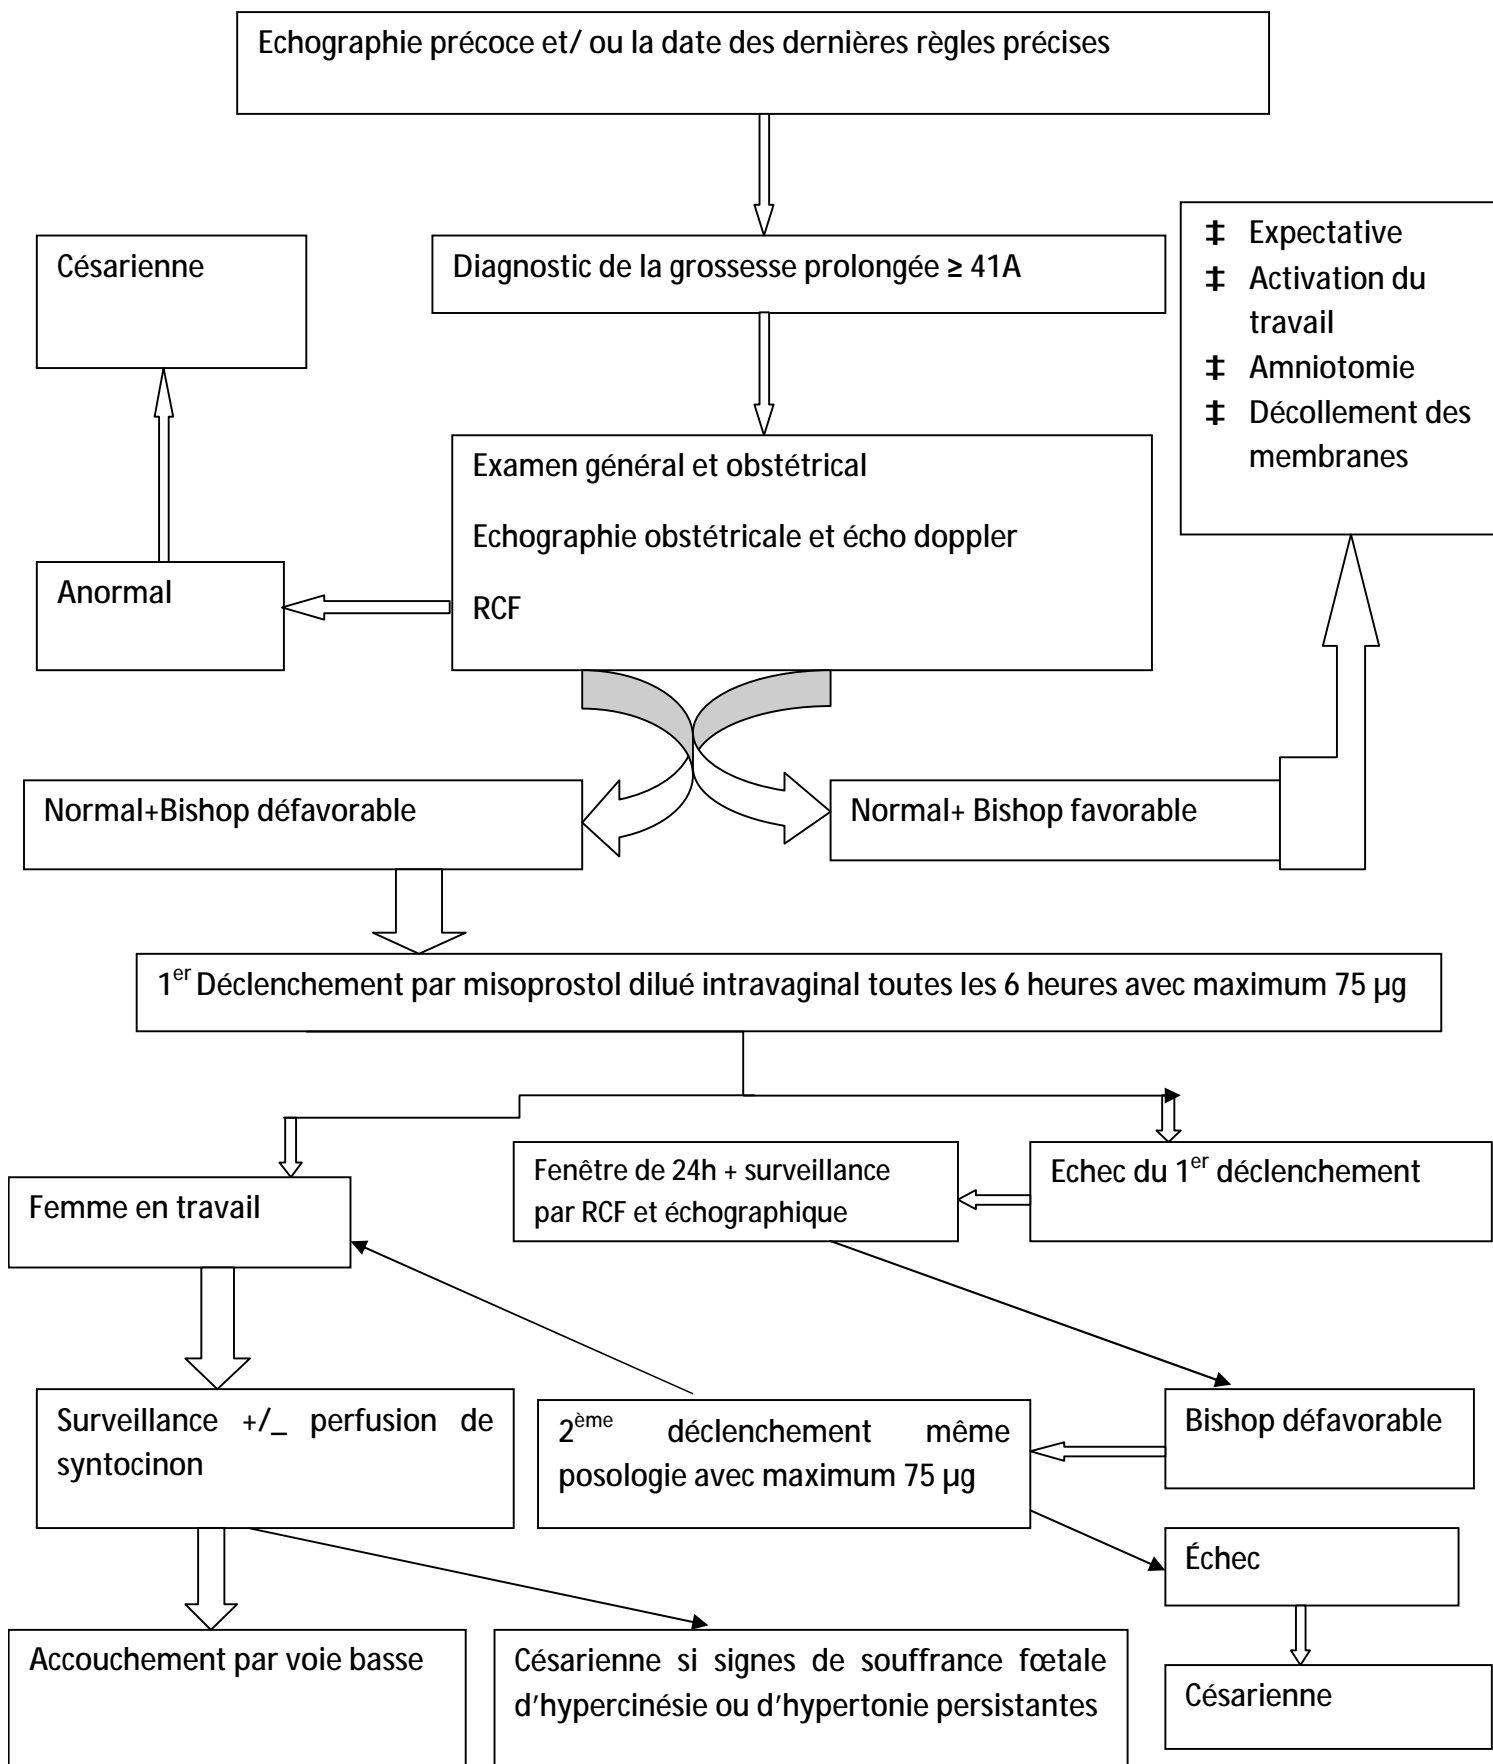 Echographie précoce et/ ou la date des dernières règles précises
Césarienne
Diagnostic de la grossesse prolongée ≥ 41A
‡ Expectative
‡ Activation du
travail
‡ Amniotomie
‡ Décollement des
membranes
Examen général et obstétrical
Echographie obstétricale et écho doppler
RCF
Anormal
Normal+Bishop défavorable
Normal+ Bishop favorable
1er Déclenchement par misoprostol dilué intravaginal toutes les 6 heures avec maximum 75 µg
Femme en travail
Fenêtre de 24h + surveillance
par RCF et échographique
Echec du 1er déclenchement
Surveillance +/_ perfusion de
syntocinon
2ème déclenchement même
posologie avec maximum 75 µg
Bishop défavorable
Échec
Accouchement par voie basse
Césarienne si signes de souffrance fœtale
d'hypercinésie ou d'hypertonie persistantes
Césarienne